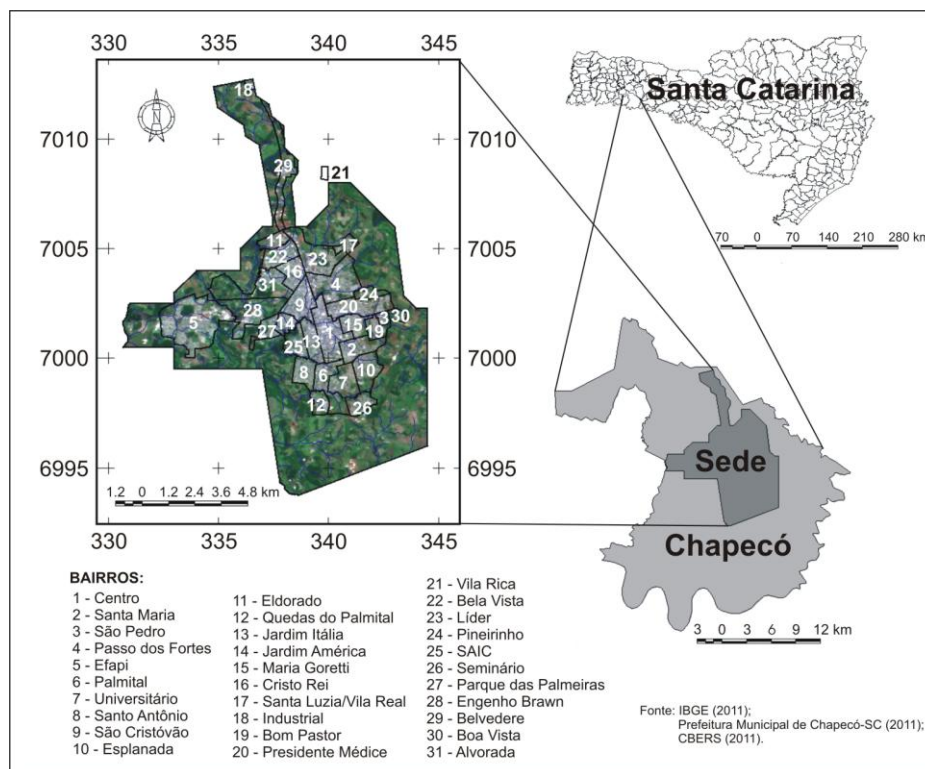 330 335 340 345
18
7010
N
29
21
7005
11
17
22
23
16
31
4
24
9
28
20
3 30
5
14
15
19
27
1
13
7000
25
2
10
8
6
7
12
26
6995
1.2 0 1.2 2.4 3.6 4.8 km
330 335 340 345
Santa Catarina
70 0 70 140 210 280 km
Sede
Chapecó
3 0 3 6 9 12 km
BAIRROS:
1 - Centro
2 - Santa Maria
3 - São Pedro
4 - Passo dos Fortes
5 - Efapi
6 - Palmital
7 - Universitário
8 - Santo Antônio
9 - São Cristóvão
10 - Esplanada
11 - Eldorado
12 - Quedas do Palmital
13 - Jardim Itália
14 - Jardim América
15 - Maria Goretti
16 - Cristo Rei
17 - Santa Luzia/Vila Real
18 - Industrial
19 - Bom Pastor
20 - Presidente Médice
21 - Vila Rica
22 - Bela Vista
23 - Líder
24 - Pineirinho
25 - SAIC
26 - Seminário
27 - Parque das Palmeiras
28 - Engenho Brawn
29 - Belvedere
30 - Boa Vista
31 - Alvorada
Fonte: IBGE (2011);
Prefeitura Municipal de Chapecó-SC (2011);
CBERS (2011).